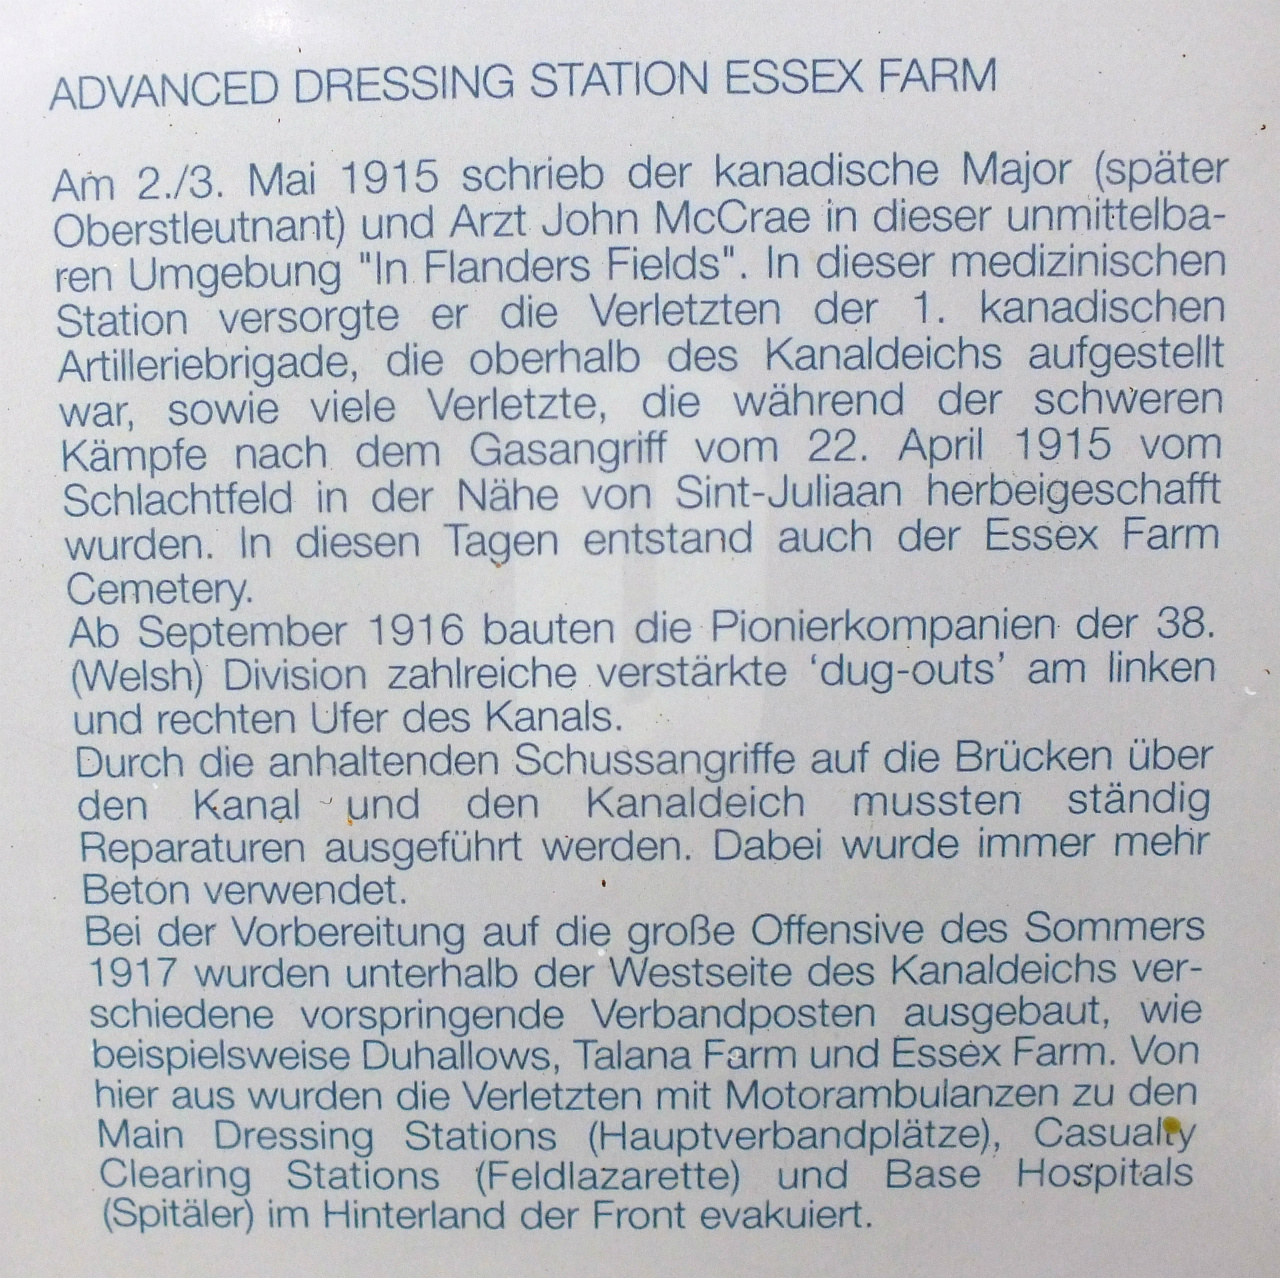 ADVANCED DRESSING STATION ESSEX FARM
Am 2./3. Mai 1915 schrieb der kanadische Major (später
Oberstleutnant) und Arzt John McCrae in dieser unmittelba-
ren Umgebung "In Flanders Fields". In dieser medizinischen
Station versorgte er die Verletzten der 1. kanadischen
Artilleriebrigade, die oberhalb des Kanaldeichs aufgestellt
war, sowie viele Verletzte, die während der schweren
Kämpfe nach dem Gasangriff vom 22. April 1915 vom
Schlachtfeld in der Nähe von Sint-Juliaan herbeigeschafft
wurden. In diesen Tagen entstand auch der Essex Farm
Cemetery.
Ab September 1916 bauten die Pionierkompanien der 38.
(Welsh) Division zahlreiche verstärkte ‘dug-outs’ am linken
und rechten Ufer des Kanals.
Durch die anhaltenden Schussangriffe auf die Brücken über
den Kanal und den Kanaldeich mussten ständig
Reparaturen ausgeführt werden. Dabei wurde immer mehr
Beton verwendet.
Bei der Vorbereitung auf die große Offensive des Sommers
1917 wurden unterhalb der Westseite des Kanaldeichs ver-
schiedene vorspringende Verbandposten ausgebaut, wie
beispielsweise Duhallows, Talana Farm und Essex Farm. Von
hier aus wurden die Verletzten mit Motorambulanzen zu den
Main Dressing Stations (Hauptverbandplätze), Casualty
Clearing Stations (Feldlazarette) und Base Hospitals
(Spitäler) im Hinterland der Front evakuiert.